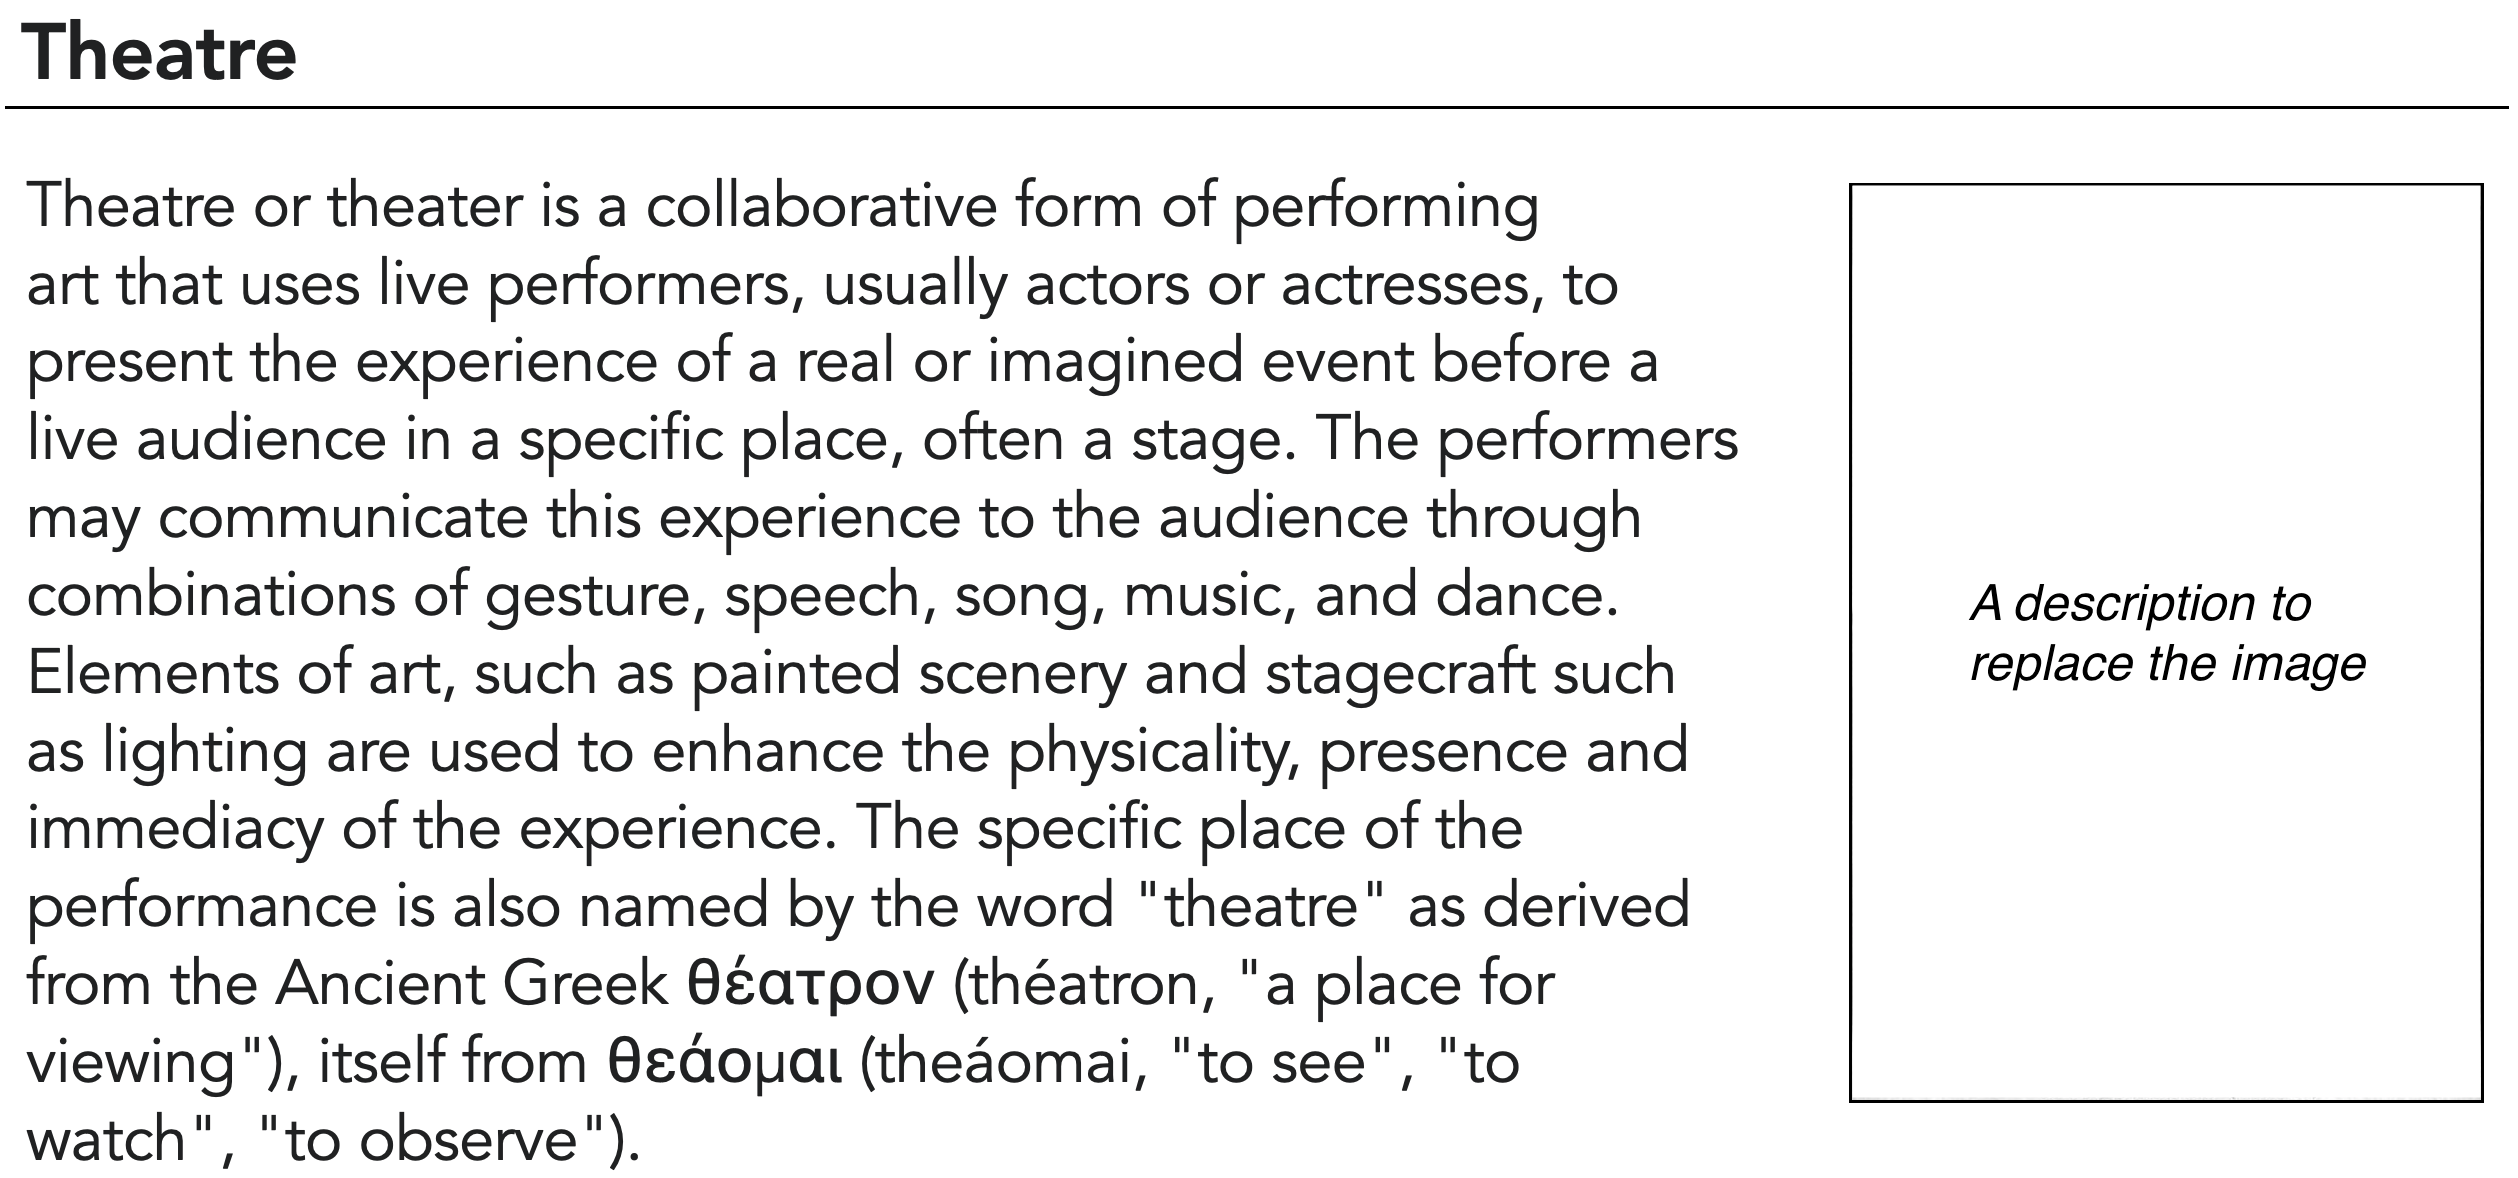 Theatre
Theatre or theater is a collaborative form of performing
art that uses live performers, usually actors or actresses, to
present the experience of a real or imagined event before a
live audience in a specific place, often a stage. The performers
may communicate this experience to the audience through
combinations of gesture, speech, song, music, and dance.
Elements of art, such as painted scenery and stagecraft such
as lighting are used to enhance the physicality, presence and
immediacy of the experience. The specific place of the
performance is also named by the word "theatre" as derived
from the Ancient Greek θέατρον (théatron, "a place for
viewing"), itself from θεάομαι (theáomai, "to see", "to
watch", "to observe").
A description to
replace the image